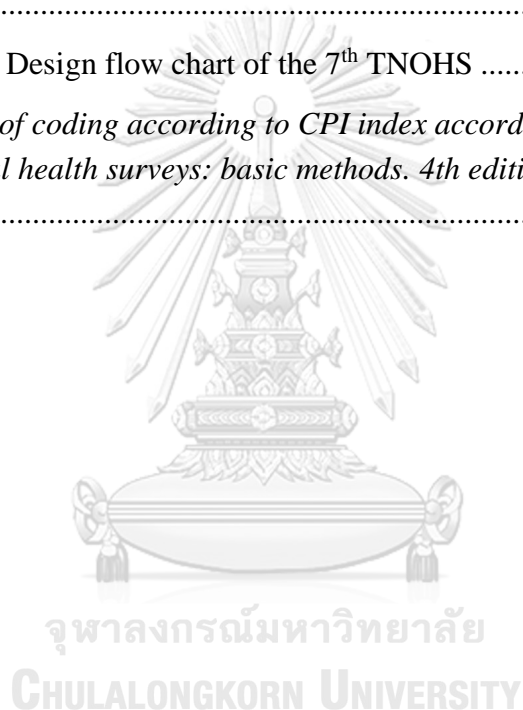 ................................................................
Design flow chart of the 7th TNOHS ......
of coding according to CPI index accord
l health surveys: basic methods. 4th editi
................................................................
จุฬาลงกรณ์มหาวิทยาลัย
CHULALONGKORN UNIVERSITY